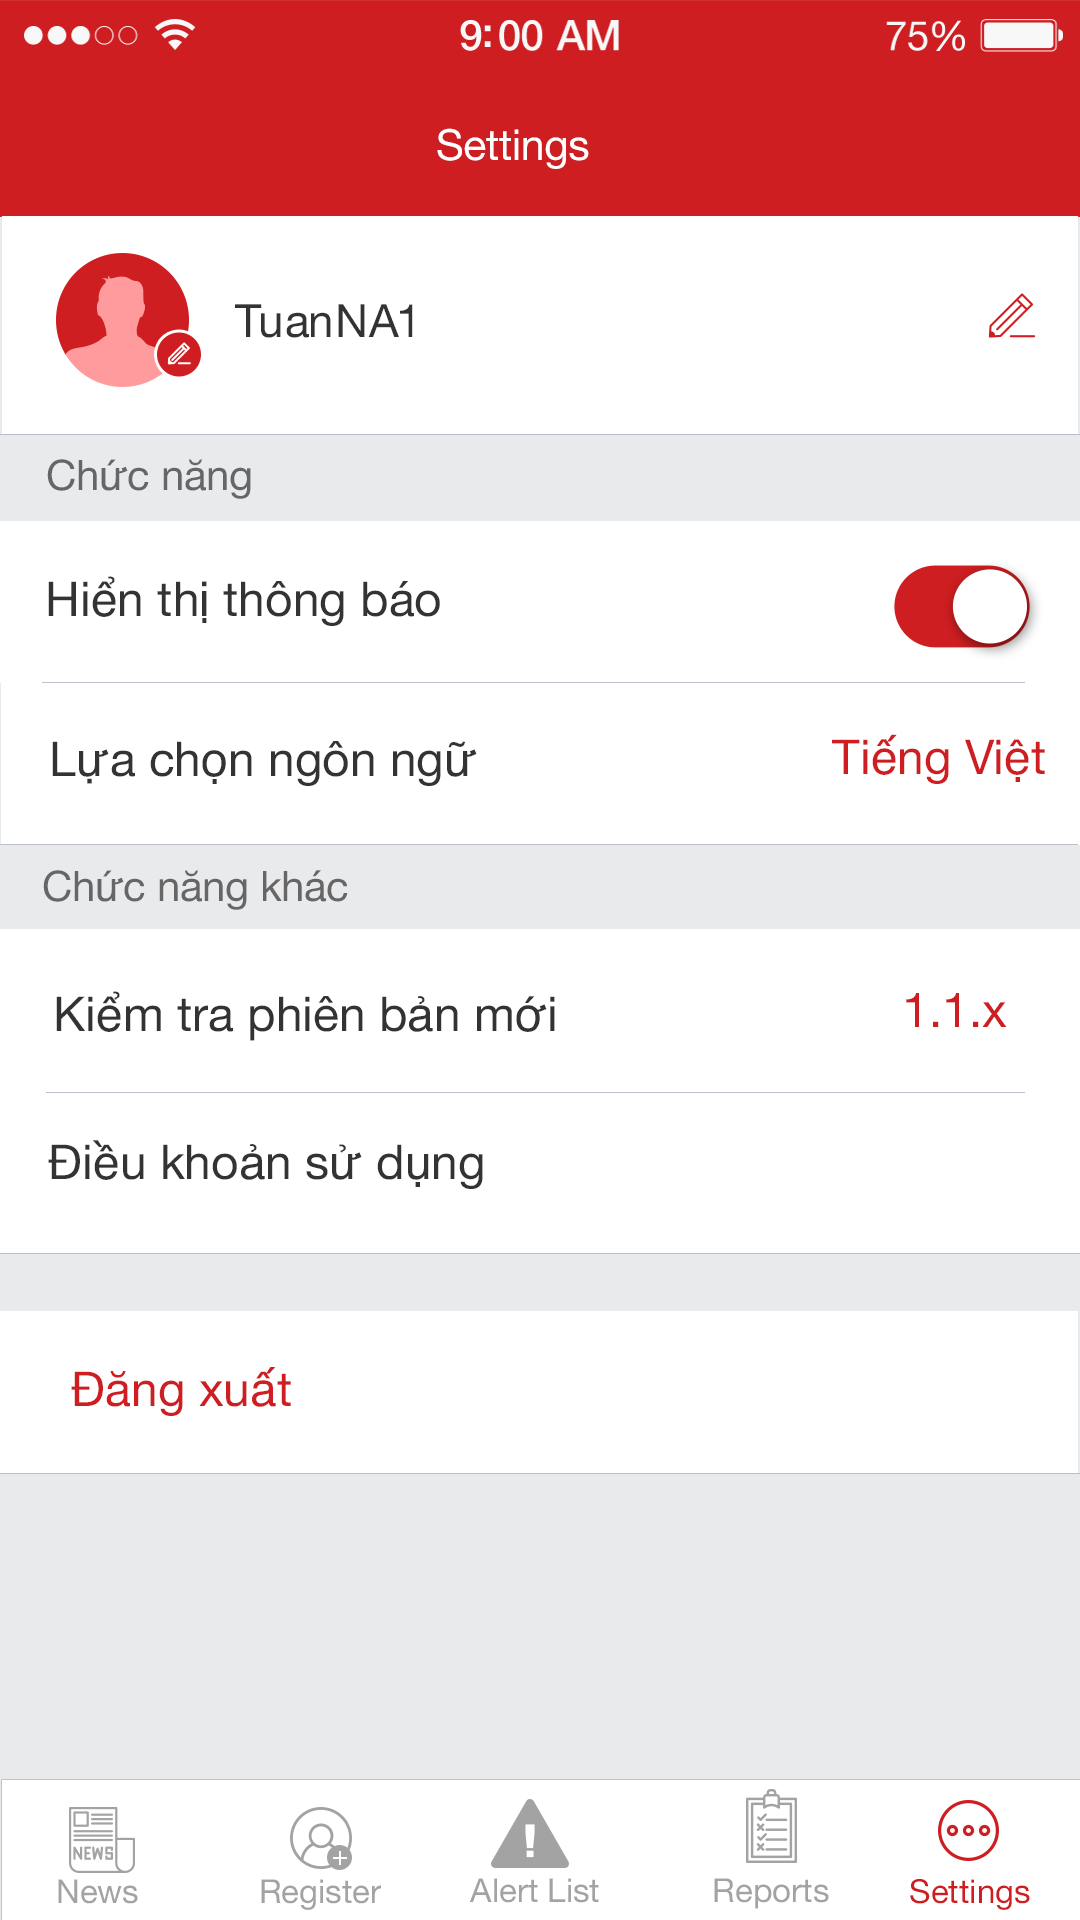 9:00 AM 75%
Settings
TuanNA1
Chức năng
Hiển thị thông báo
Lựa chọn ngôn ngữ Tiếng Việt
Chức năng khác
Kiểm tra phiên bản mới 1.1.x
Điều khoản sử dụng
Đăng xuất
NEWS
News Register Alert List Reports Settings